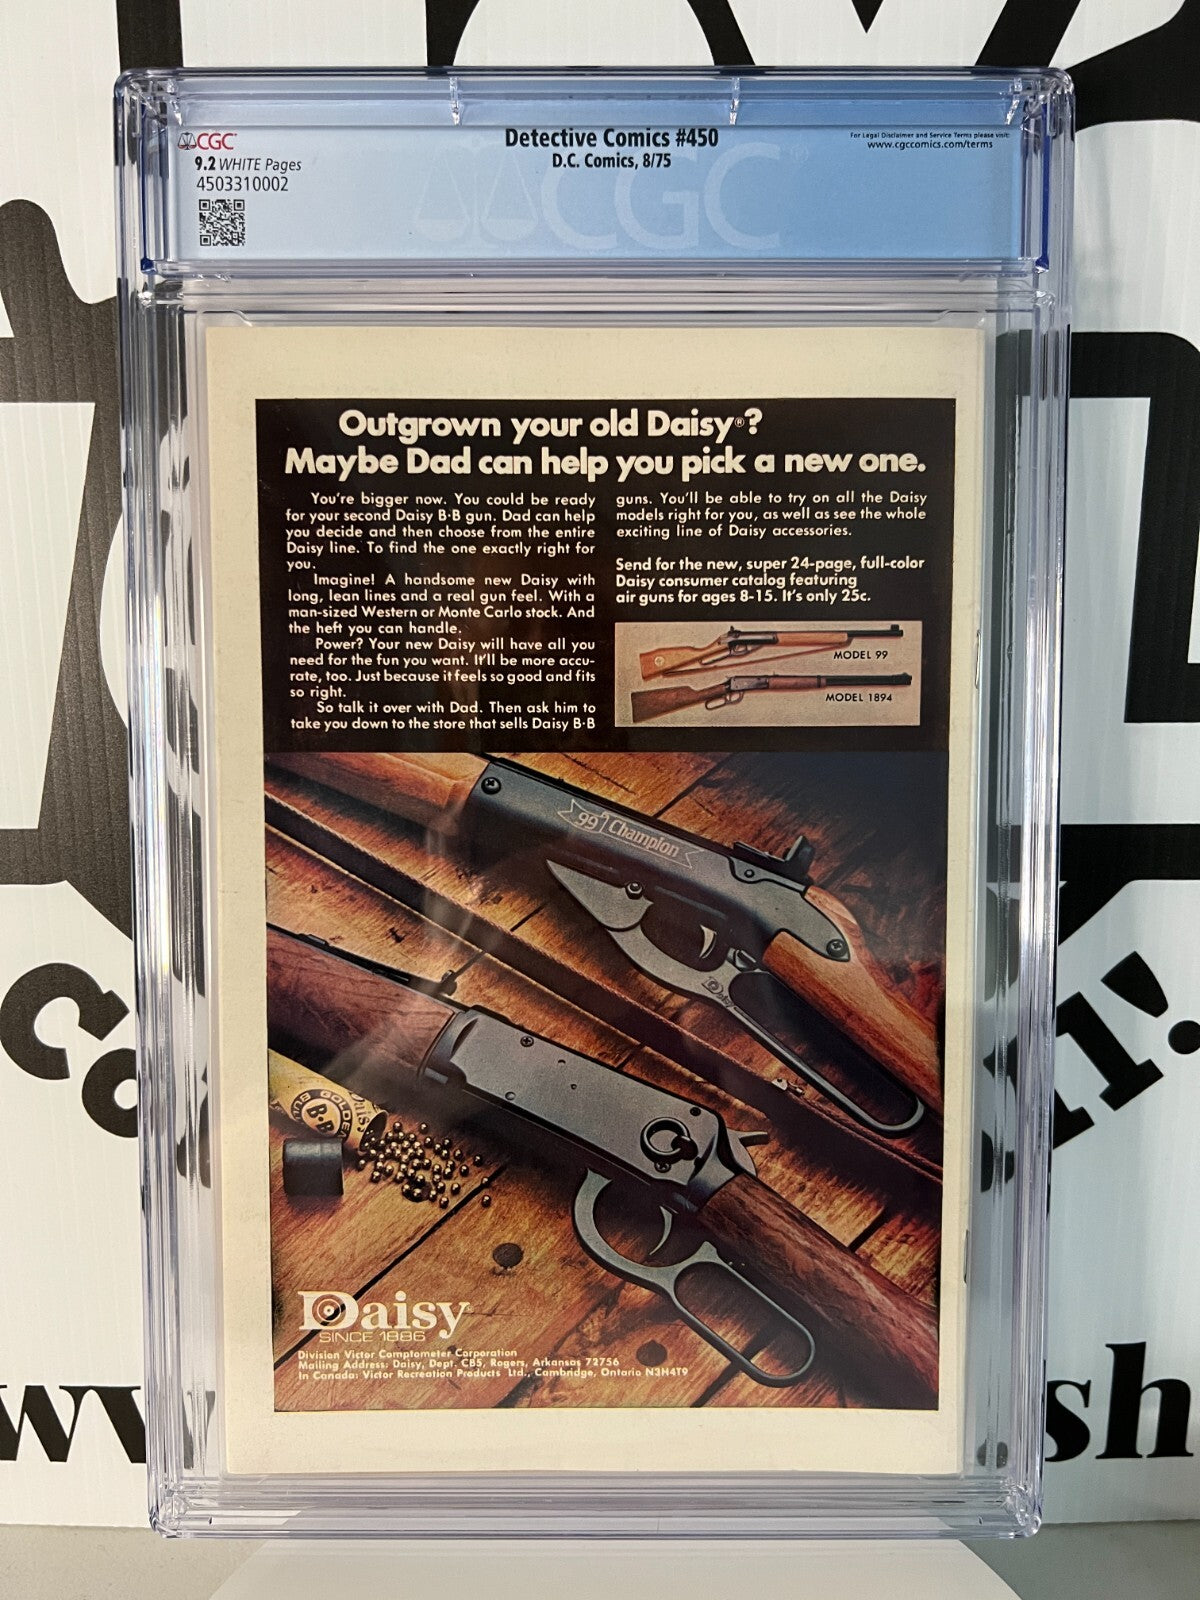 CGC
9.2 WHITE Pages
4503310002
Detective Comics #450
D.C. Comics, 8/75
For Legal Disclaimer and Service Terms please visit:
www.cgccomics.com/terms
CGC
Outgrown your old Daisy®?
Maybe Dad can help you pick a new one.
You're bigger now. You could be ready
for your second Daisy B·B gun. Dad can help
you decide and then choose from the entire
Daisy line. To find the one exactly right for
you.
Imagine! A handsome new Daisy with
long, lean lines and a real gun feel. With a
man-sized Western or Monte Carlo stock. And
the heft you can handle.
Power? Your new Daisy will have all you
need for the fun you want. It'll be more accu-
rate, too. Just because it feels so good and fits
so right.
So talk it over with Dad. Then ask him to
take you down to the store that sells Daisy B·B
guns. You'll be able to try on all the Daisy
models right for you, as well as see the whole
exciting line of Daisy accessories.
Send for the new, super 24-page, full-color
Daisy consumer catalog featuring
air guns for ages 8-15. It's only 25c.
MODEL 99
MODEL 1894
99 Champion
Daisy
Daisy
GOLDEN
BULL
B·B
Daisy
SINCE 1886
Division Victor Comptometer Corporation
Mailing Address: Daisy, Dept. CB5, Rogers, Arkansas 72756
In Canada: Victor Recreation Products Ltd., Cambridge, Ontario N3H4T9
ww
.sh